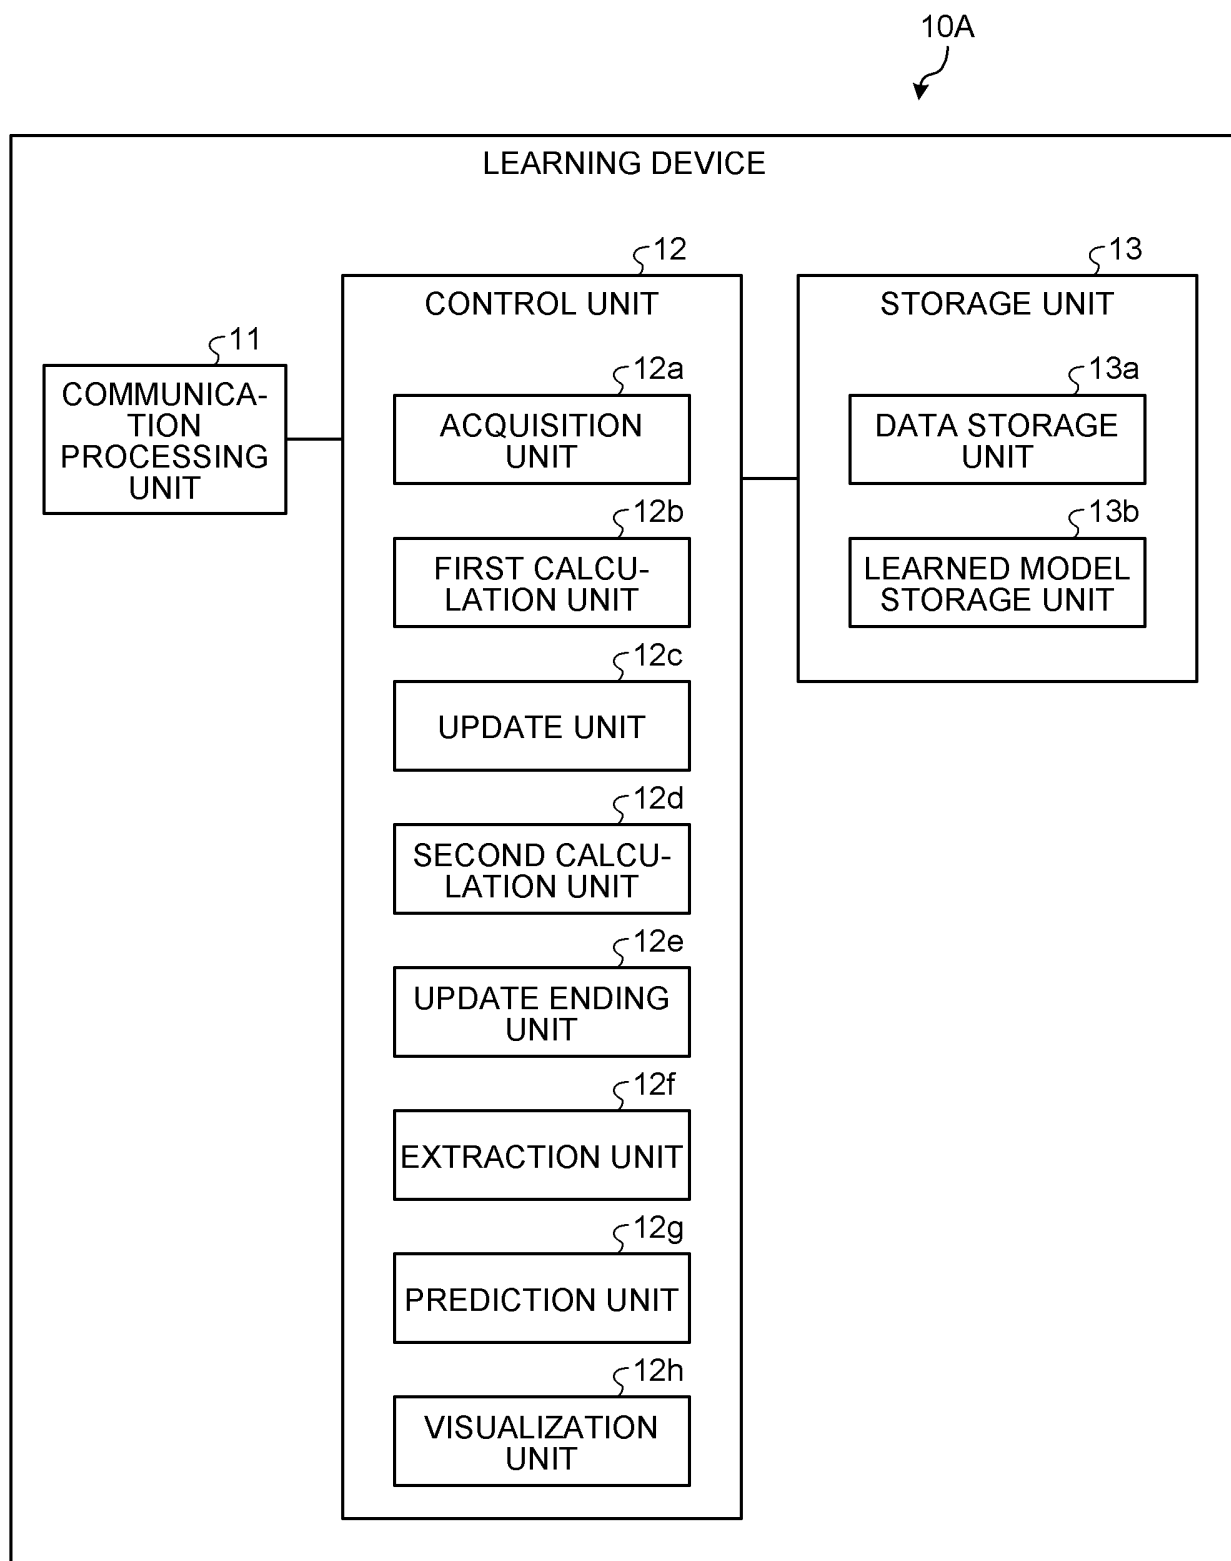 10A
LEARNING DEVICE
11
COMMUNICA-
TION
PROCESSING
UNIT
12
CONTROL UNIT
12a
ACQUISITION
UNIT
12b
FIRST CALCU-
LATION UNIT
12c
UPDATE UNIT
12d
SECOND CALCU-
LATION UNIT
12e
UPDATE ENDING
UNIT
12f
EXTRACTION UNIT
12g
PREDICTION UNIT
12h
VISUALIZATION
UNIT
13
STORAGE UNIT
13a
DATA STORAGE
UNIT
13b
LEARNED MODEL
STORAGE UNIT